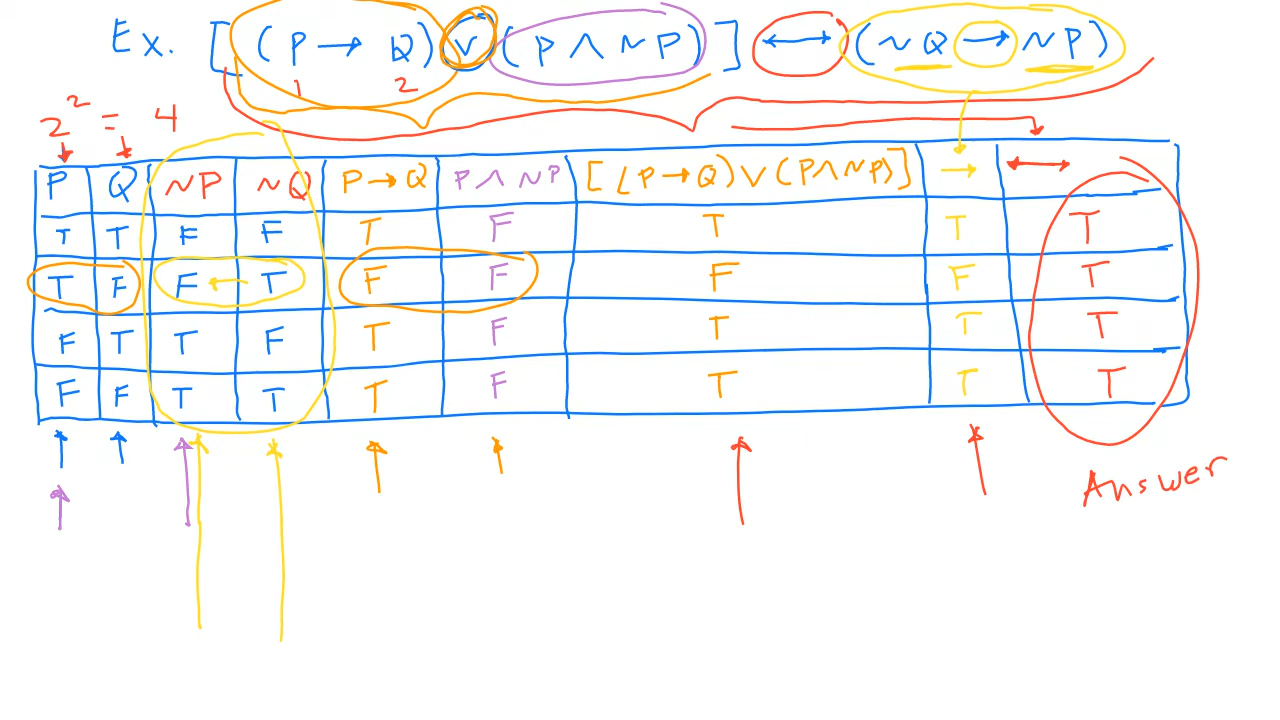 Ex. [(P → Q) ∨ (P ∧ ~P)] ↔ (~Q → ~P)
1 2
2² = 4
P Q ~P ~Q P → Q P ∧ ~P [(P → Q) ∨ (P ∧ ~P)] → ↔
T T F F T F T T T
T F F ← T F F F F T
F T T F T F T T T
F F T T T F T T T
Answer